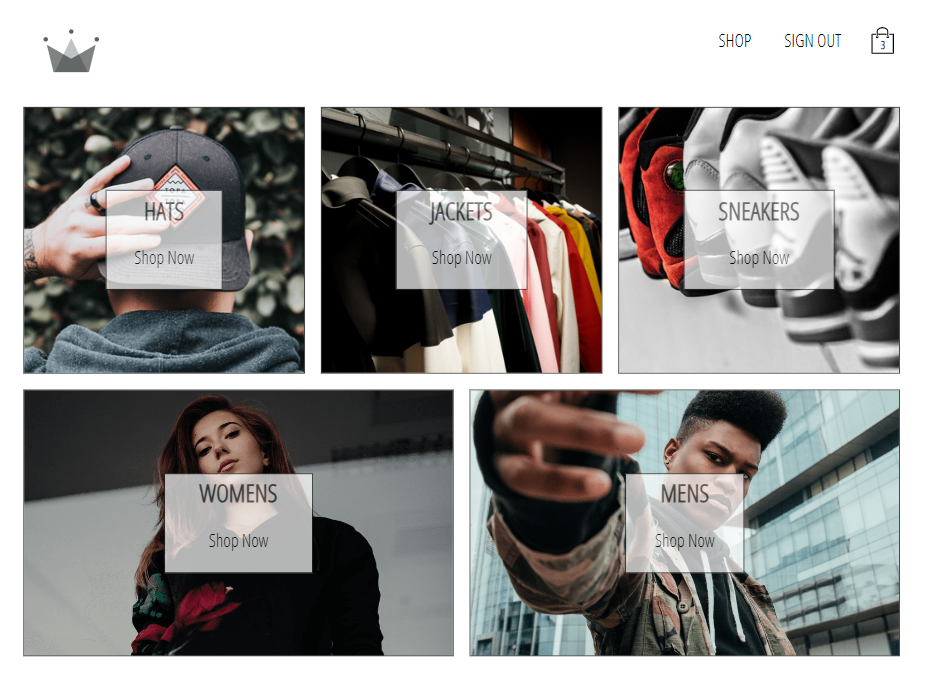 SHOP
SIGN OUT
3
TOPA
HATS
Shop Now
JACKETS
Shop Now
SNEAKERS
Shop Now
WOMENS
Shop Now
MENS
Shop Now